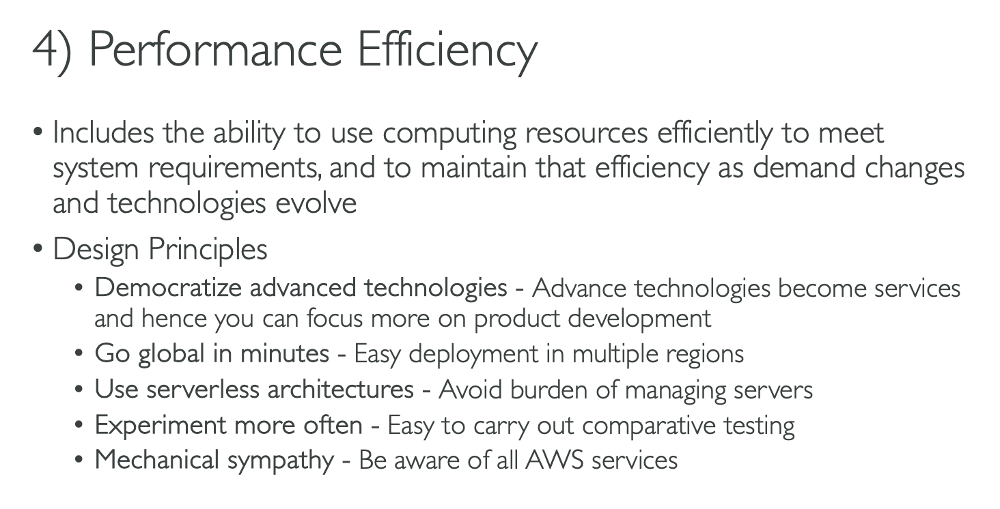 4) Performance Efficiency
• Includes the ability to use computing resources efficiently to meet
system requirements, and to maintain that efficiency as demand changes
and technologies evolve
• Design Principles
• Democratize advanced technologies - Advance technologies become services
and hence you can focus more on product development
• Go global in minutes - Easy deployment in multiple regions
• Use serverless architectures - Avoid burden of managing servers
• Experiment more often - Easy to carry out comparative testing
• Mechanical sympathy - Be aware of all AWS services